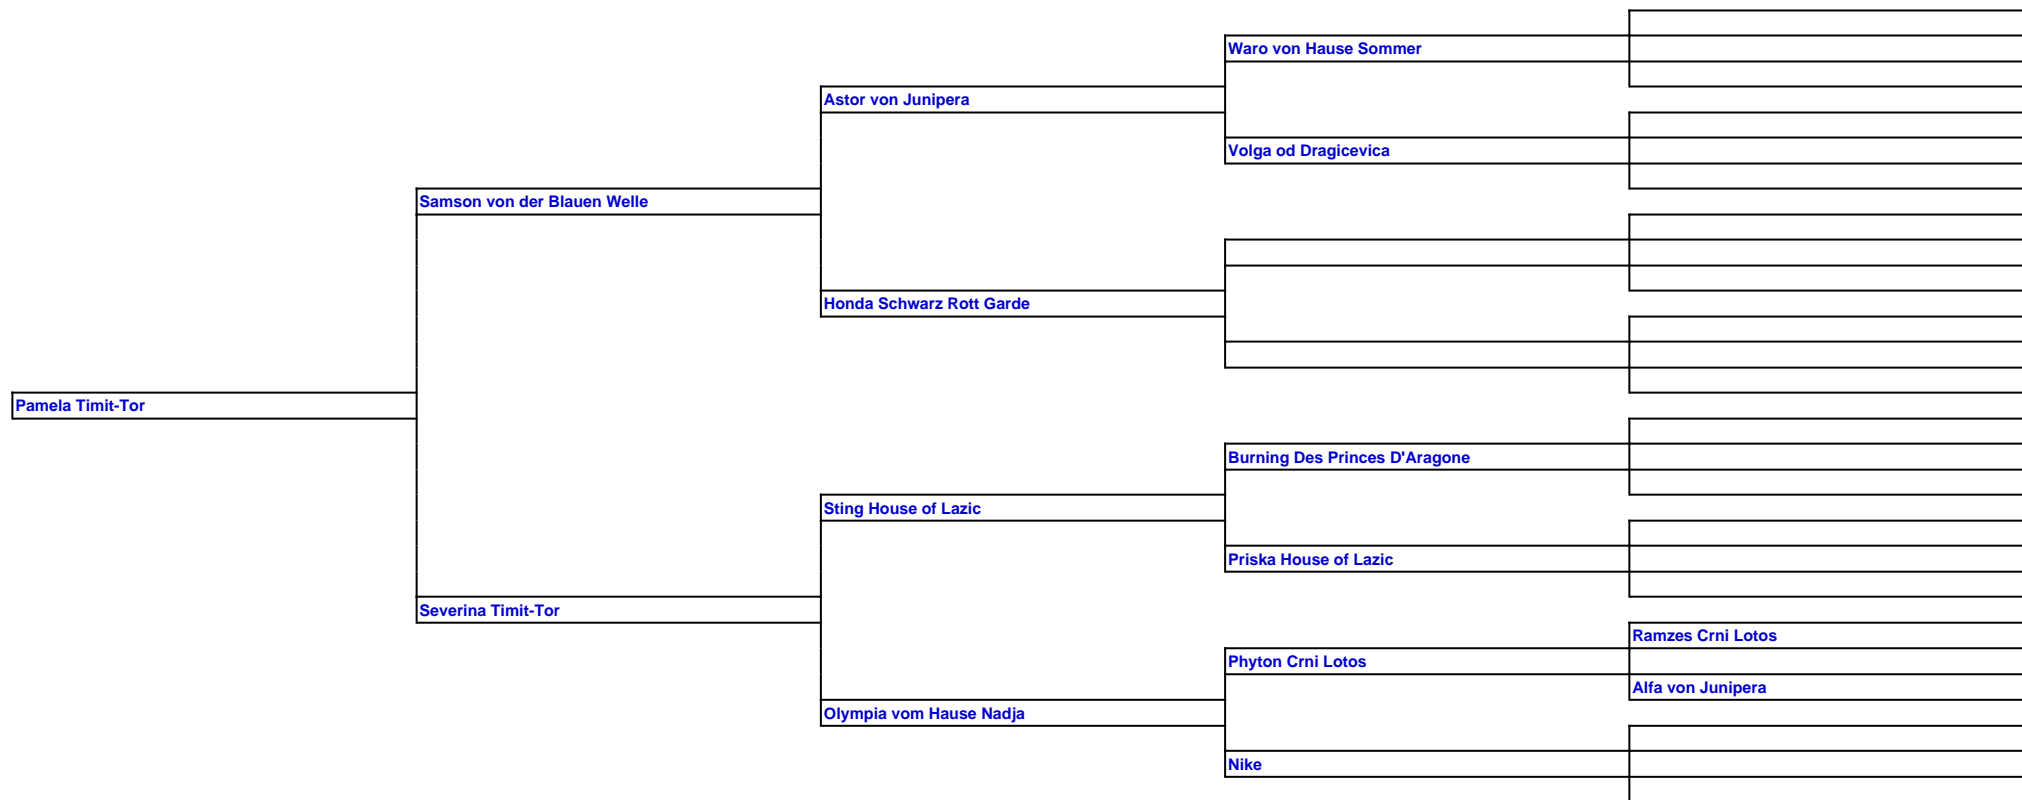 Waro von Hause Sommer
Astor von Junipera
Volga od Dragicevica
Samson von der Blauen Welle
Honda Schwarz Rott Garde
Pamela Timit-Tor
Burning Des Princes D'Aragone
Sting House of Lazic
Priska House of Lazic
Severina Timit-Tor
Ramzes Crni Lotos
Phyton Crni Lotos
Alfa von Junipera
Olympia vom Hause Nadja
Nike